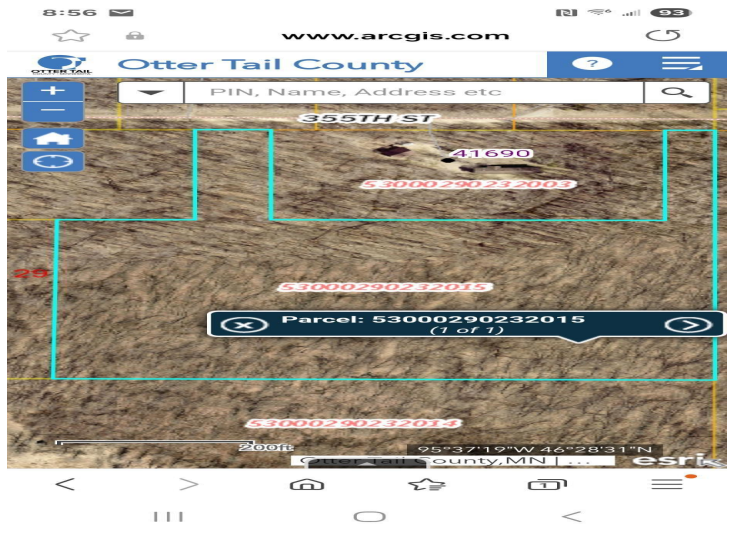 8:56
93
www.arcgis.com
OTTER TAIL
Otter Tail County
?
+
PIN, Name, Address etc
−
355TH ST
41690
53000290232003
29
53000290232015
Parcel: 53000290232015
(1 of 1)
53000290232014
200ft
95°37'19"W 46°28'31"N
Otter Tail County, MN | ...
esri
1